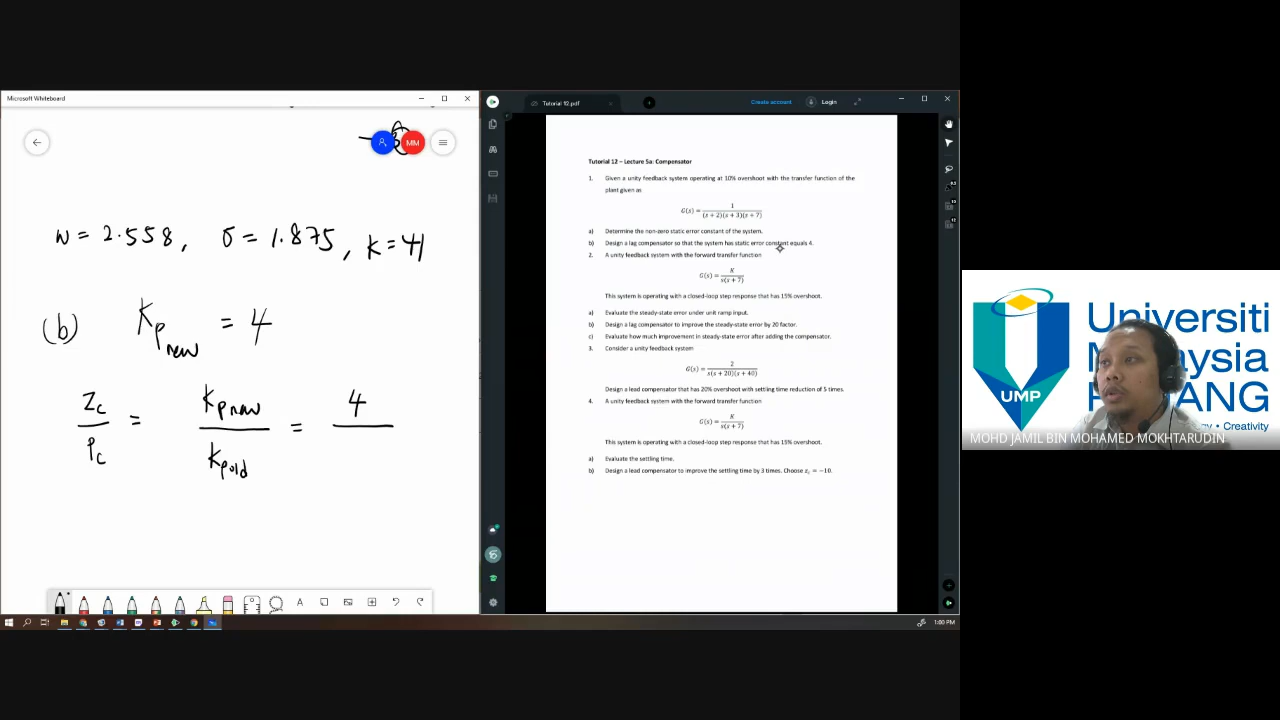 Microsoft Whiteboard
MM
W = 2.558, σ = 1.875, K = 41
(b) Kp new = 4
Zc / Pc = Kp new / Kp old = 4
Tutorial 12.pdf
Create account
Login
Tutorial 12 – Lecture 5a: Compensator
1. Given a unity feedback system operating at 10% overshoot with the transfer function of the
plant given as
G(s) = 1 / (s + 2)(s + 3)(s + 7)
a) Determine the non-zero static error constant of the system.
b) Design a lag compensator so that the system has static error constant equals 4.
2. A unity feedback system with the forward transfer function
G(s) = K / s(s + 7)
This system is operating with a closed-loop step response that has 15% overshoot.
a) Evaluate the steady-state error under unit ramp input.
b) Design a lag compensator to improve the steady-state error by 20 factor.
c) Evaluate how much improvement in steady-state error after adding the compensator.
3. Consider a unity feedback system
G(s) = 2 / s(s + 20)(s + 40)
Design a lead compensator that has 20% overshoot with settling time reduction of 5 times.
4. A unity feedback system with the forward transfer function
G(s) = K / s(s + 7)
This system is operating with a closed-loop step response that has 15% overshoot.
a) Evaluate the settling time.
b) Design a lead compensator to improve the settling time by 3 times. Choose zc = −10.
1:00 PM
UMP
Universiti
Malaysia
PAHANG
Creativity
MOHD JAMIL BIN MOHAMED MOKHTARUDIN